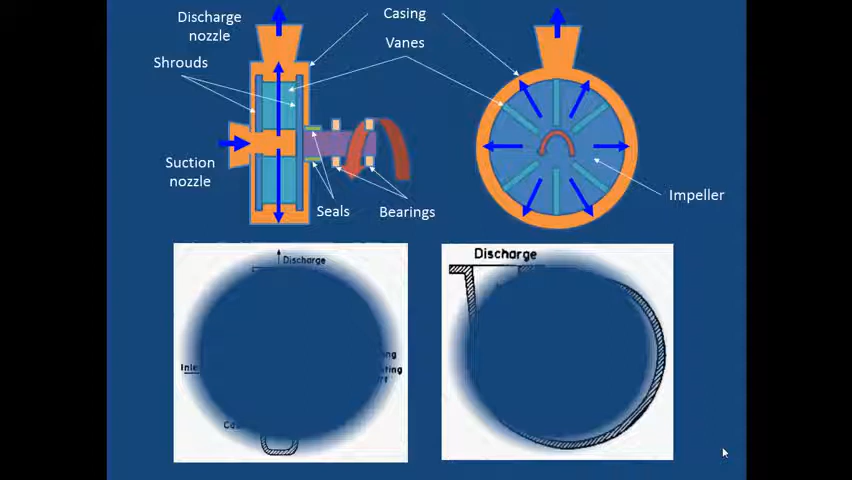 Discharge
nozzle
Casing
Vanes
Shrouds
Suction
nozzle
Seals
Bearings
Impeller
Discharge
Discharge